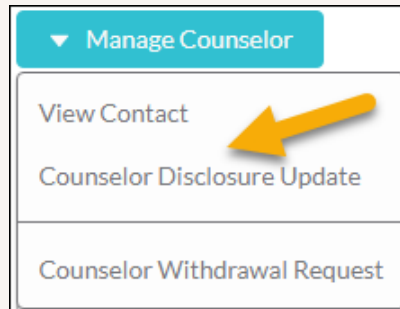 Manage Counselor
View Contact
Counselor Disclosure Update
Counselor Withdrawal Request